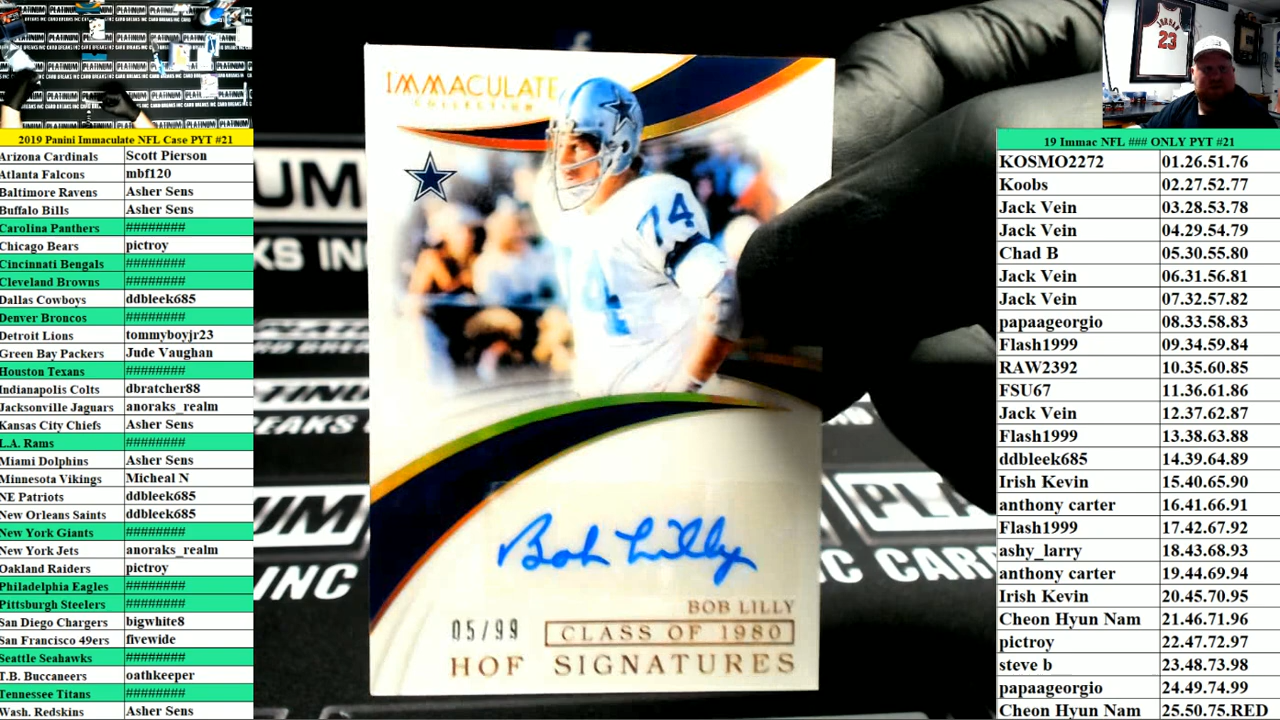 2019 Panini Immaculate NFL Case PYT #21
Arizona Cardinals Scott Pierson
Atlanta Falcons mbf120
Baltimore Ravens Asher Sens
Buffalo Bills Asher Sens
Carolina Panthers ########
Chicago Bears pictroy
Cincinnati Bengals ########
Cleveland Browns ########
Dallas Cowboys ddbleek685
Denver Broncos ########
Detroit Lions tommyboyjr23
Green Bay Packers Jude Vaughan
Houston Texans ########
Indianapolis Colts dbratcher88
Jacksonville Jaguars anoraks_realm
Kansas City Chiefs Asher Sens
L.A. Rams ########
Miami Dolphins Asher Sens
Minnesota Vikings Micheal N
NE Patriots ddbleek685
New Orleans Saints ddbleek685
New York Giants ########
New York Jets anoraks_realm
Oakland Raiders pictroy
Philadelphia Eagles ########
Pittsburgh Steelers ########
San Diego Chargers bigwhite8
San Francisco 49ers fivewide
Seattle Seahawks ########
T.B. Buccaneers oathkeeper
Tennessee Titans ########
Wash. Redskins Asher Sens
IMMACULATE
COLLECTION
74
Bob Lilly
BOB LILLY
05/99 CLASS OF 1980
HOF SIGNATURES
JORDAN
23
19 Immac NFL ### ONLY PYT #21
KOSMO2272 01.26.51.76
Koobs 02.27.52.77
Jack Vein 03.28.53.78
Jack Vein 04.29.54.79
Chad B 05.30.55.80
Jack Vein 06.31.56.81
Jack Vein 07.32.57.82
papaageorgio 08.33.58.83
Flash1999 09.34.59.84
RAW2392 10.35.60.85
FSU67 11.36.61.86
Jack Vein 12.37.62.87
Flash1999 13.38.63.88
ddbleek685 14.39.64.89
Irish Kevin 15.40.65.90
anthony carter 16.41.66.91
Flash1999 17.42.67.92
ashy_larry 18.43.68.93
anthony carter 19.44.69.94
Irish Kevin 20.45.70.95
Cheon Hyun Nam 21.46.71.96
pictroy 22.47.72.97
steve b 23.48.73.98
papaageorgio 24.49.74.99
Cheon Hyun Nam 25.50.75.RED